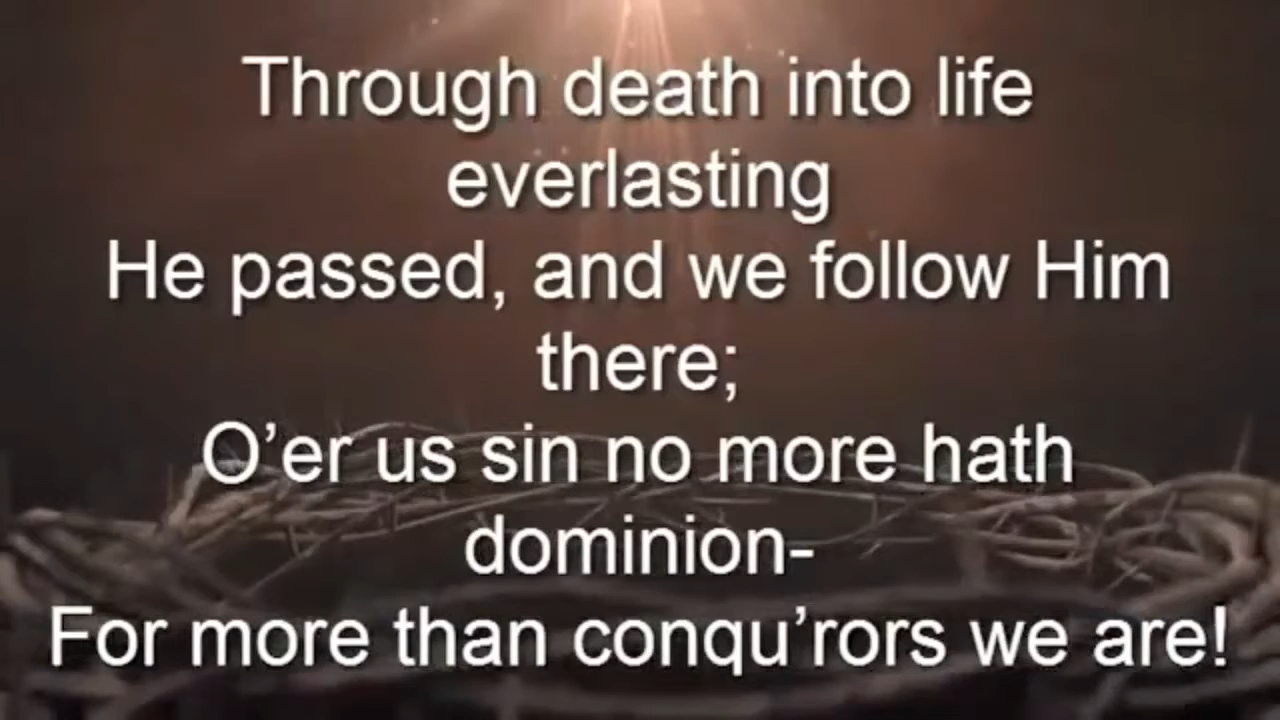 Through death into life
everlasting
He passed, and we follow Him
there;
O’er us sin no more hath
dominion-
For more than conqu’rors we are!